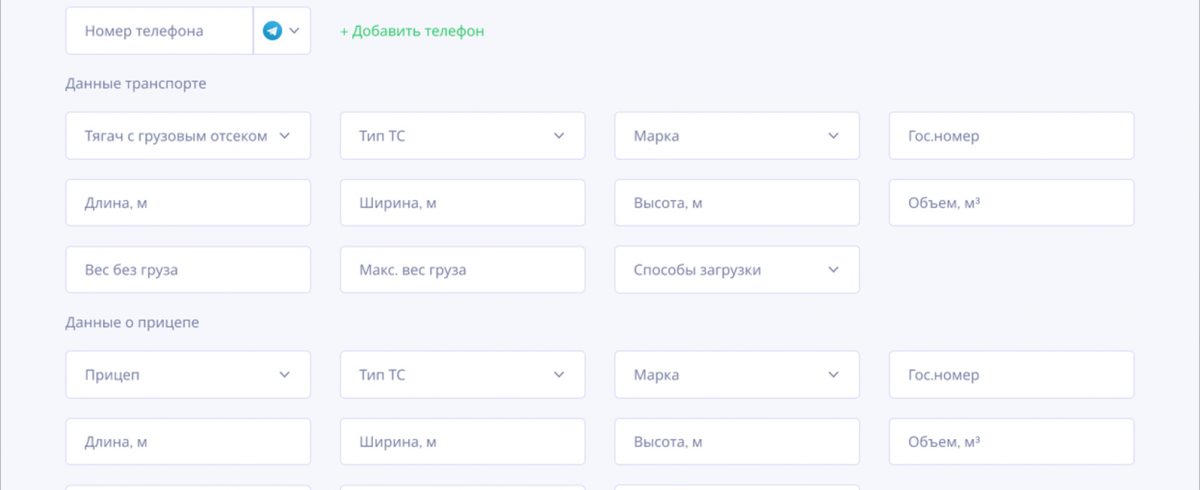 Номер телефона + Добавить телефон
Данные транспорте
Тягач с грузовым отсеком Тип ТС Марка Гос.номер
Длина, м Ширина, м Высота, м Объем, м³
Вес без груза Макс. вес груза Способы загрузки
Данные о прицепе
Прицеп Тип ТС Марка Гос.номер
Длина, м Ширина, м Высота, м Объем, м³